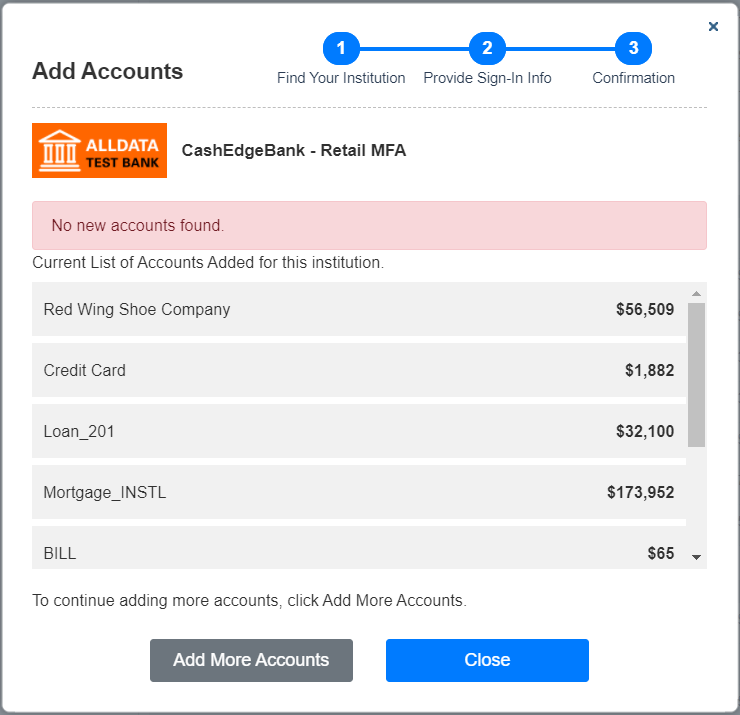 ×
Add Accounts
1 2 3
Find Your Institution Provide Sign-In Info Confirmation
ALLDATA
TEST BANK
CashEdgeBank - Retail MFA
No new accounts found.
Current List of Accounts Added for this institution.
Red Wing Shoe Company $56,509
Credit Card $1,882
Loan_201 $32,100
Mortgage_INSTL $173,952
BILL $65
To continue adding more accounts, click Add More Accounts.
Add More Accounts Close